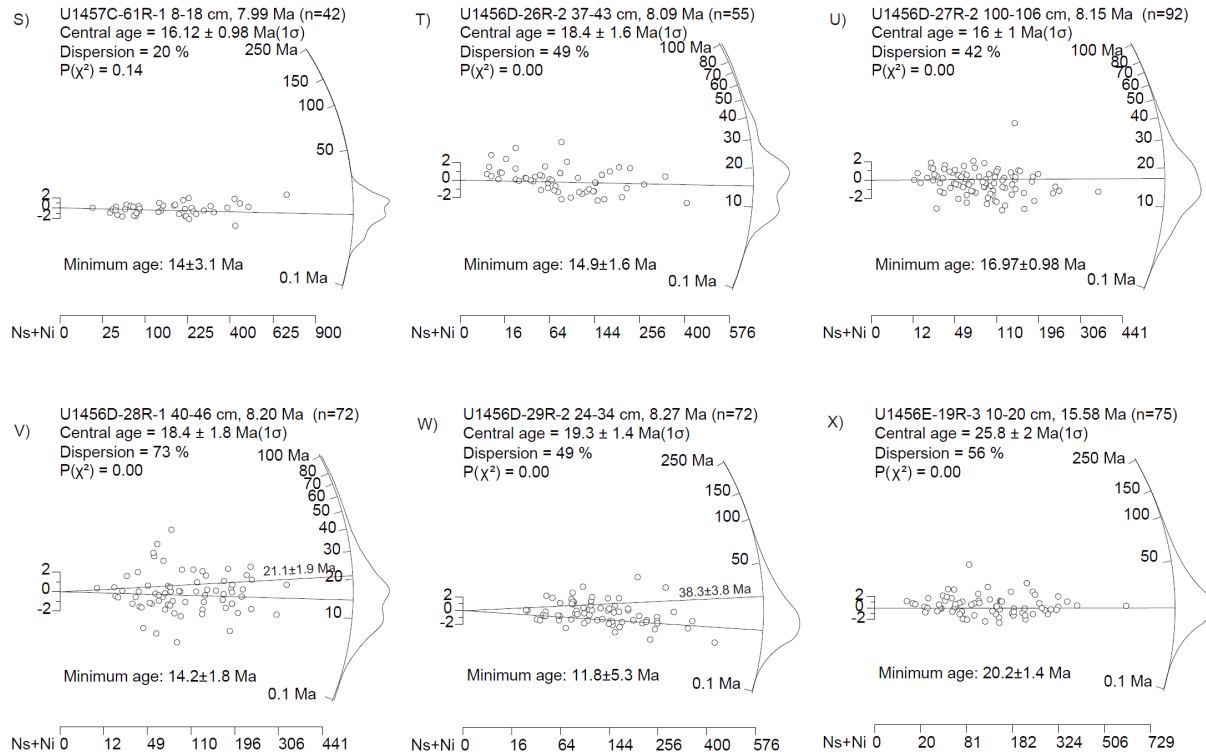 S)
U1457C-61R-1 8-18 cm, 7.99 Ma (n=42)
Central age = 16.12 ± 0.98 Ma(1σ)
Dispersion = 20 %
P(χ²) = 0.14
250 Ma
150
100
50
2
0
-2
Minimum age: 14±3.1 Ma
0.1 Ma
Ns+Ni 0 25 100 225 400 625 900
T)
U1456D-26R-2 37-43 cm, 8.09 Ma (n=55)
Central age = 18.4 ± 1.6 Ma(1σ)
Dispersion = 49 %
P(χ²) = 0.00
100 Ma
80
70
60
50
40
30
20
10
2
0
-2
Minimum age: 14.9±1.6 Ma
0.1 Ma
Ns+Ni 0 16 64 144 256 400 576
U)
U1456D-27R-2 100-106 cm, 8.15 Ma (n=92)
Central age = 16 ± 1 Ma(1σ)
Dispersion = 42 %
P(χ²) = 0.00
100 Ma
80
70
60
50
40
30
20
10
2
0
-2
Minimum age: 16.97±0.98 Ma
0.1 Ma
Ns+Ni 0 12 49 110 196 306 441
V)
U1456D-28R-1 40-46 cm, 8.20 Ma (n=72)
Central age = 18.4 ± 1.8 Ma(1σ)
Dispersion = 73 %
P(χ²) = 0.00
100 Ma
80
70
60
50
40
30
21.1±1.9 Ma
20
10
2
0
-2
Minimum age: 14.2±1.8 Ma
0.1 Ma
Ns+Ni 0 12 49 110 196 306 441
W)
U1456D-29R-2 24-34 cm, 8.27 Ma (n=72)
Central age = 19.3 ± 1.4 Ma(1σ)
Dispersion = 49 %
P(χ²) = 0.00
250 Ma
150
100
50
38.3±3.8 Ma
2
0
-2
Minimum age: 11.8±5.3 Ma
0.1 Ma
Ns+Ni 0 16 64 144 256 400 576
X)
U1456E-19R-3 10-20 cm, 15.58 Ma (n=75)
Central age = 25.8 ± 2 Ma(1σ)
Dispersion = 56 %
P(χ²) = 0.00
250 Ma
150
100
50
2
0
-2
Minimum age: 20.2±1.4 Ma
0.1 Ma
Ns+Ni 0 20 81 182 324 506 729